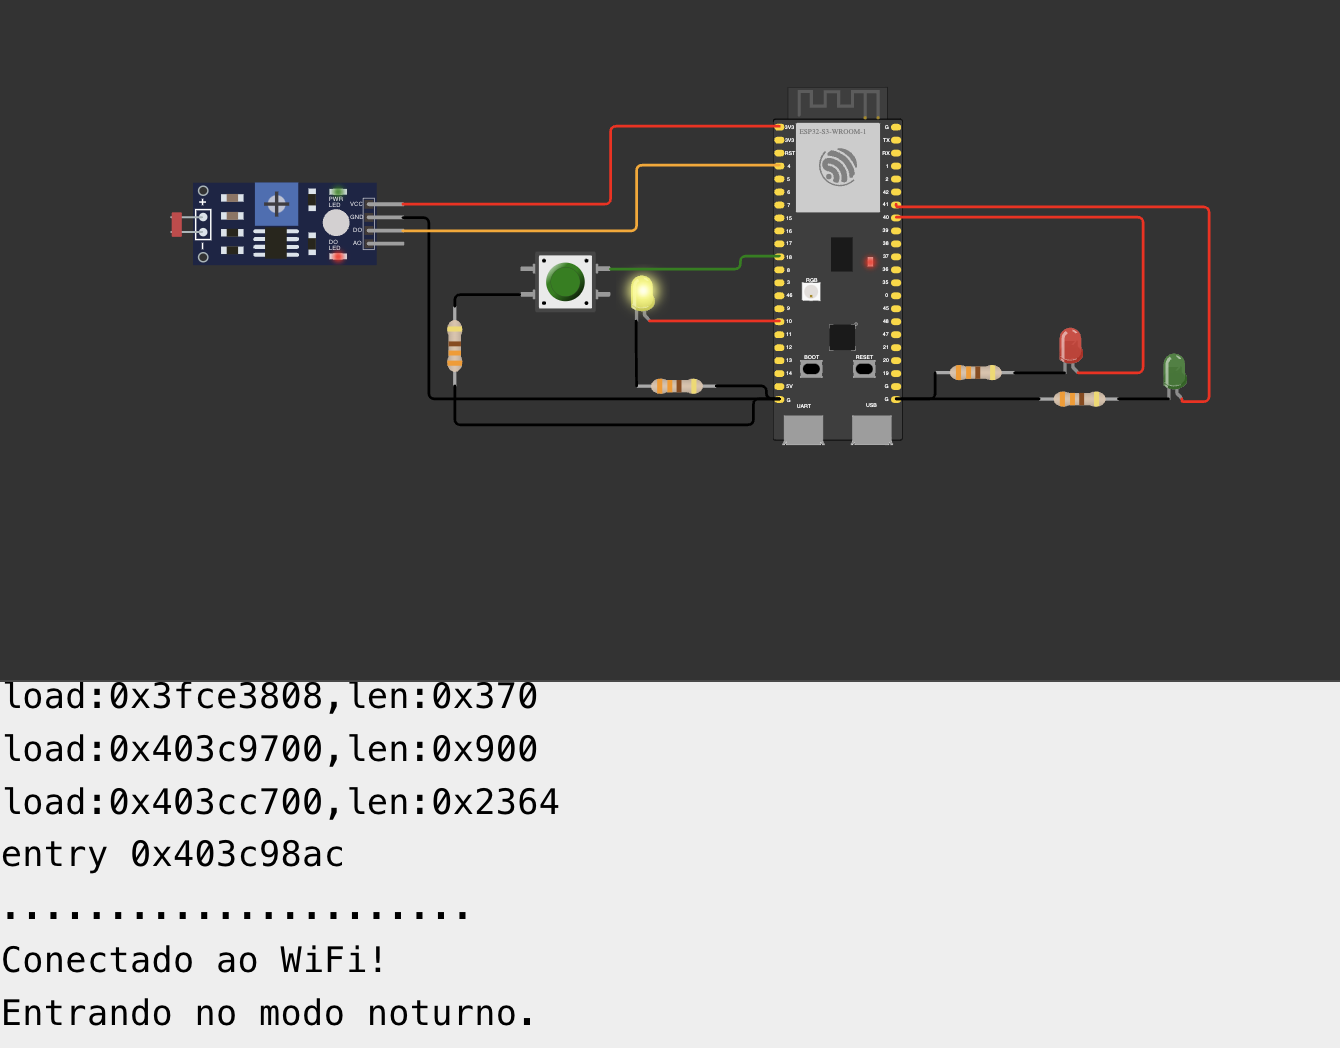 ESP32-S3-WROOM-1
3V3
3V3
RST
4
5
6
7
15
16
17
18
8
3
46
9
10
11
12
13
14
5V
G
G
TX
RX
1
2
42
41
40
39
38
37
36
35
0
45
48
47
21
20
19
G
G
RGB
BOOT
RESET
UART
USB
+
PWR
LED
DO
LED
VCC
GND
DO
AO
load:0x3fce3808,len:0x370
load:0x403c9700,len:0x900
load:0x403cc700,len:0x2364
entry 0x403c98ac
......................
Conectado ao WiFi!
Entrando no modo noturno.